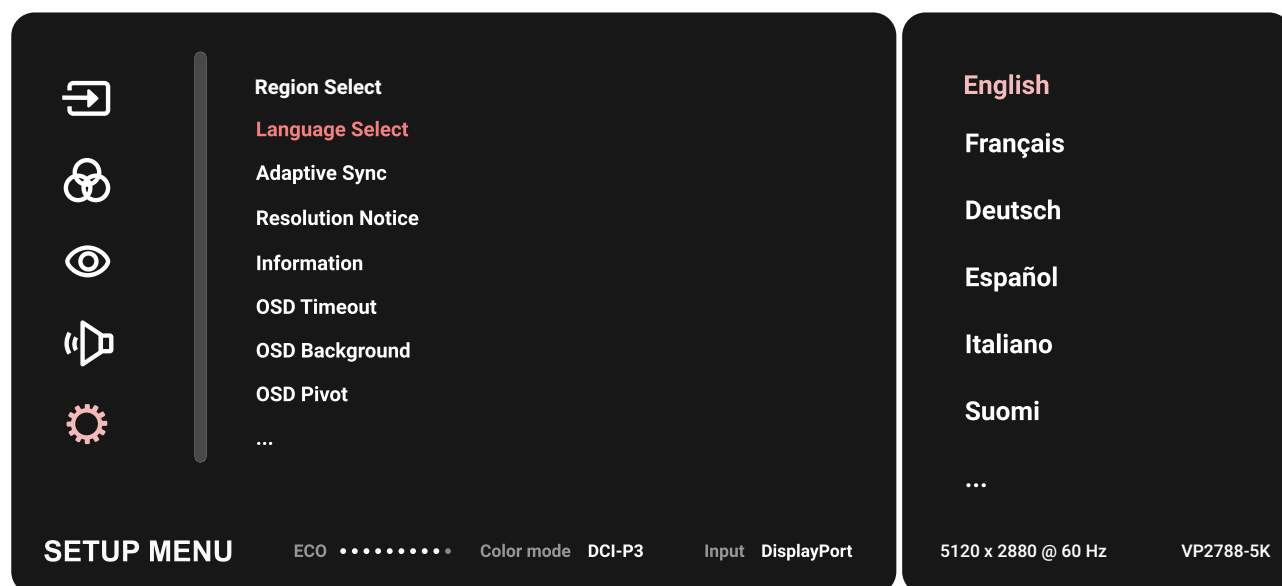 Region Select
Language Select
Adaptive Sync
Resolution Notice
Information
OSD Timeout
OSD Background
OSD Pivot
...
English
Français
Deutsch
Español
Italiano
Suomi
...
SETUP MENU ECO Color mode DCI-P3 Input DisplayPort 5120 x 2880 @ 60 Hz VP2788-5K